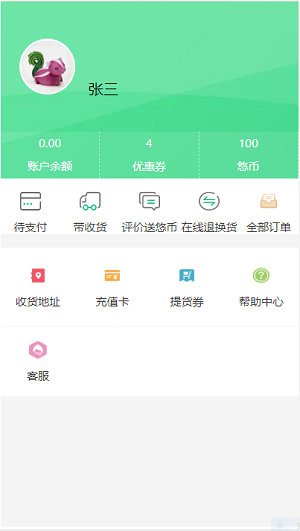 张三
0.00 4 100
账户余额 优惠券 悠币
待支付 带收货 评价送悠币 在线退换货 全部订单
收货地址 充值卡 提货券 帮助中心
客服